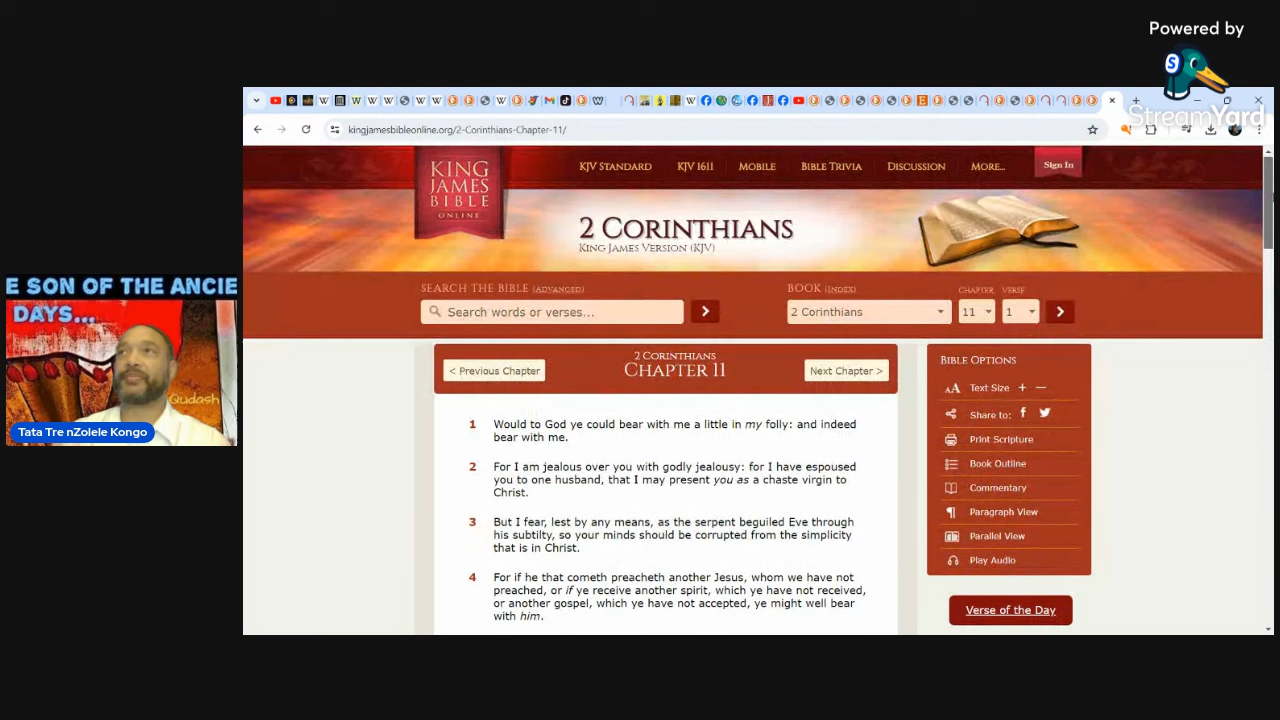 Powered by
StreamYard
kingjamesbibleonline.org/2-Corinthians-Chapter-11/
KING
JAMES
BIBLE
ONLINE
KJV STANDARD
KJV 1611
MOBILE
BIBLE TRIVIA
DISCUSSION
MORE...
Sign In
2 CORINTHIANS
KING JAMES VERSION (KJV)
SEARCH THE BIBLE (ADVANCED)
Search words or verses...
BOOK (INDEX)
CHAPTER
VERSE
2 Corinthians
11
1
E SON OF THE ANCIE
DAYS...
Qudash
Tata Tre nZolele Kongo
< Previous Chapter
2 CORINTHIANS
CHAPTER 11
Next Chapter >
1 Would to God ye could bear with me a little in my folly: and indeed
bear with me.
2 For I am jealous over you with godly jealousy: for I have espoused
you to one husband, that I may present you as a chaste virgin to
Christ.
3 But I fear, lest by any means, as the serpent beguiled Eve through
his subtilty, so your minds should be corrupted from the simplicity
that is in Christ.
4 For if he that cometh preacheth another Jesus, whom we have not
preached, or if ye receive another spirit, which ye have not received,
or another gospel, which ye have not accepted, ye might well bear
with him.
BIBLE OPTIONS
AA Text Size + —
Share to:
Print Scripture
Book Outline
Commentary
Paragraph View
Parallel View
Play Audio
Verse of the Day